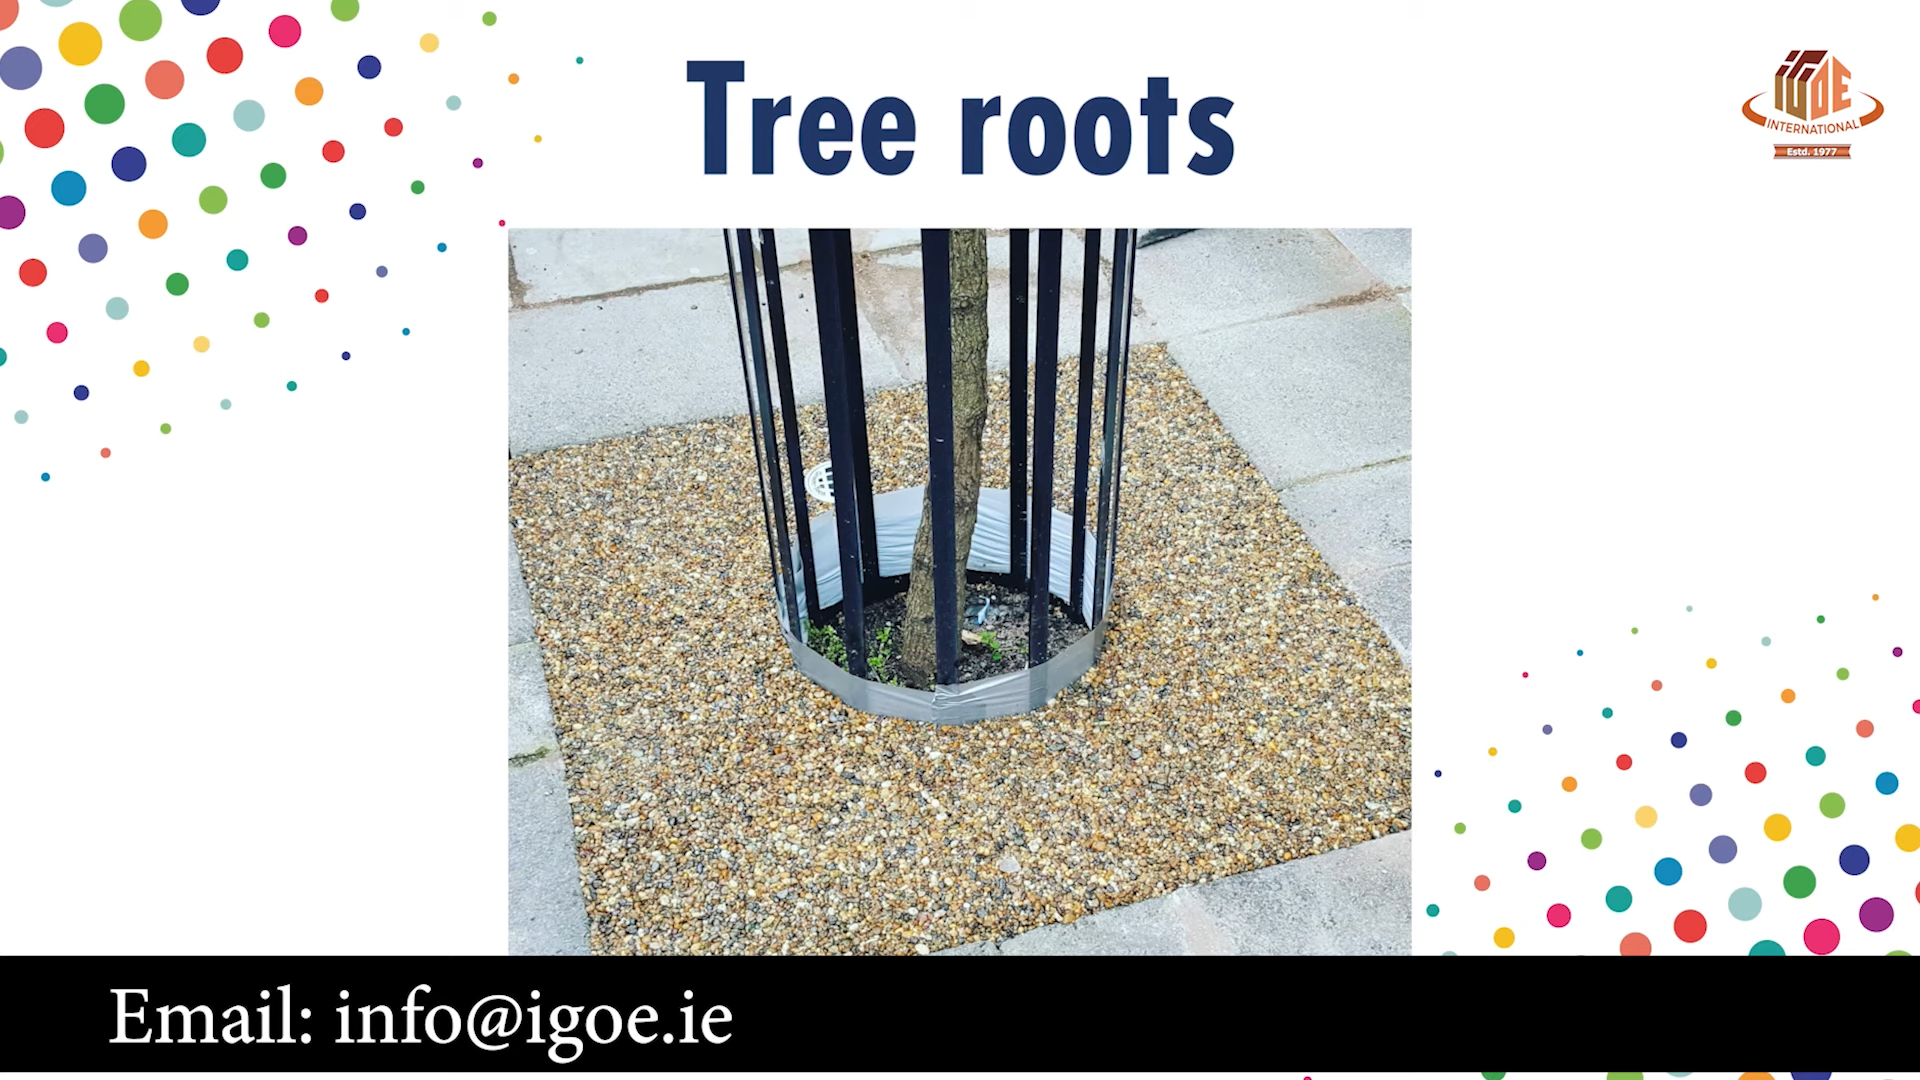 Tree roots
iGOE
INTERNATIONAL
Estd. 1977
Email: info@igoe.ie